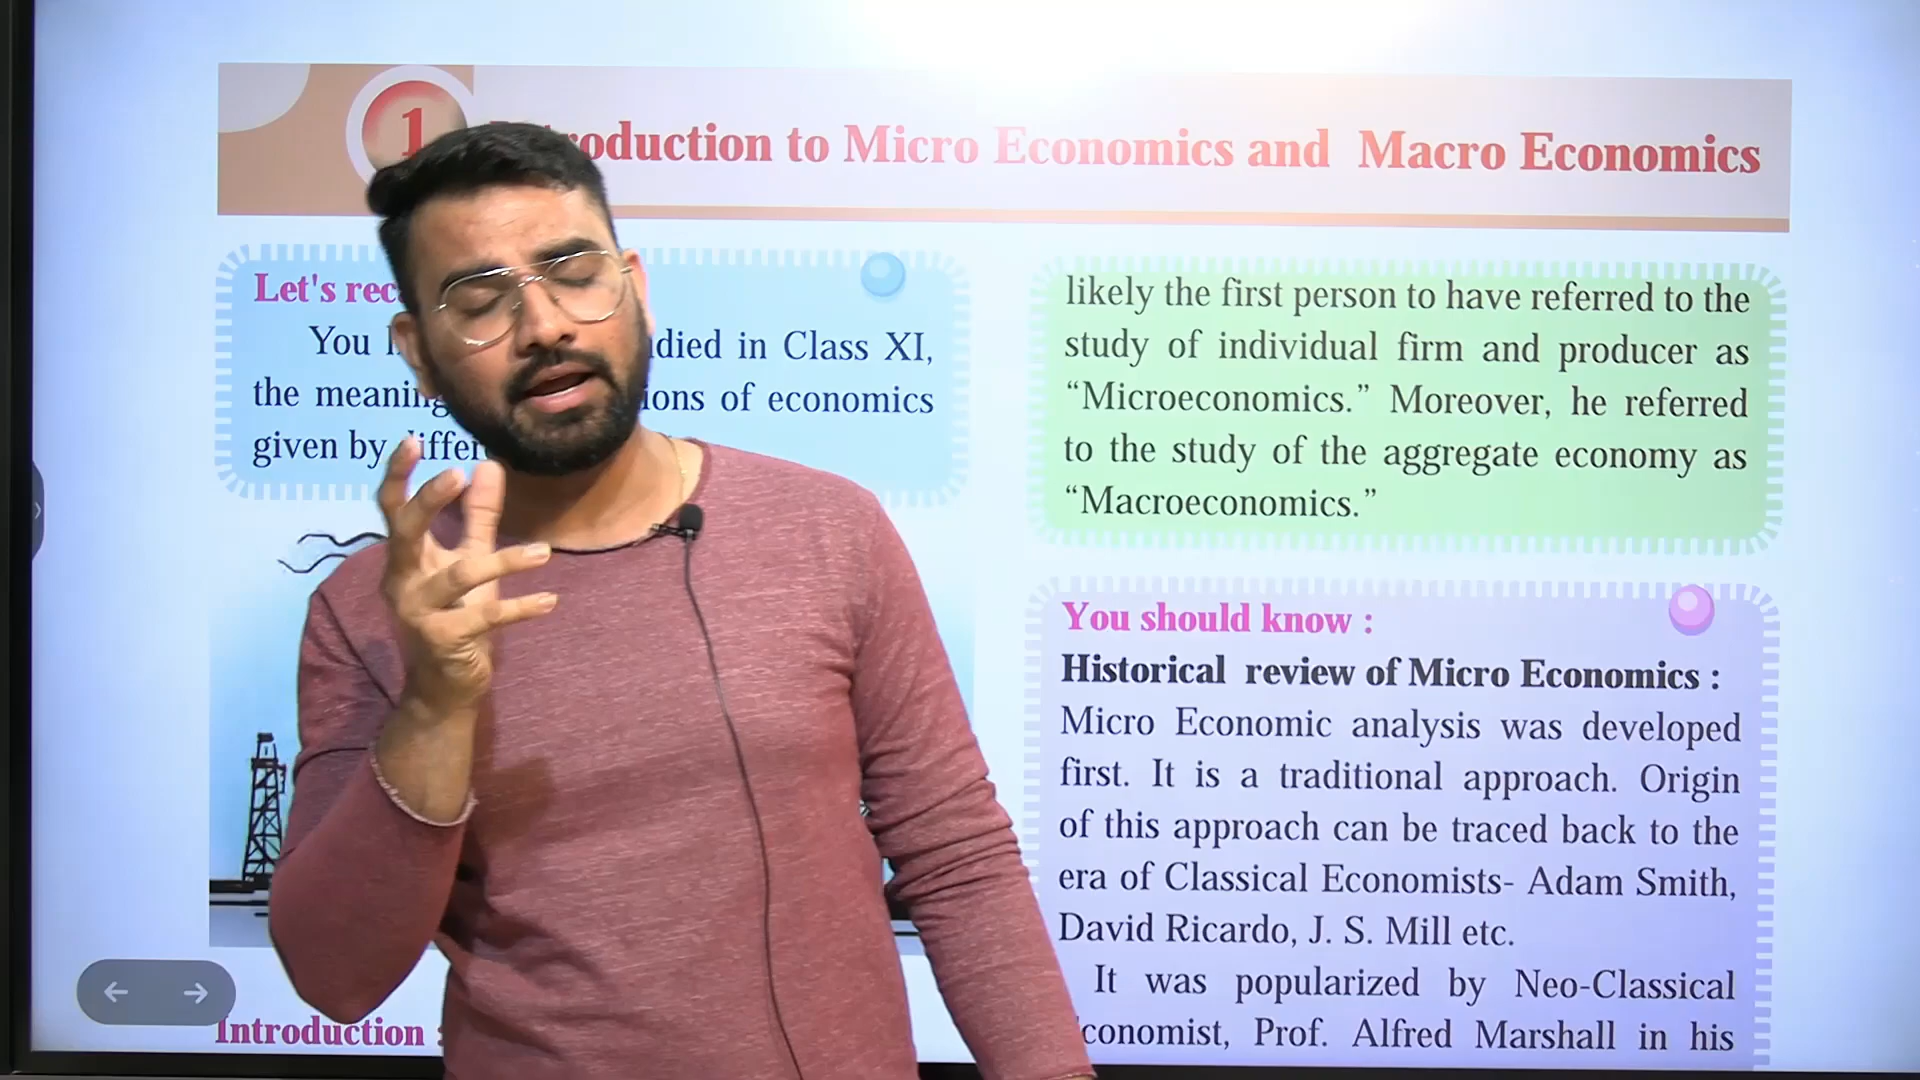 1
oduction to Micro Economics and Macro Economics
Let's rec
You died in Class XI,
the meaning ions of economics
given by differ
Introduction :
likely the first person to have referred to the
study of individual firm and producer as
“Microeconomics.” Moreover, he referred
to the study of the aggregate economy as
“Macroeconomics.”
You should know :
Historical review of Micro Economics :
Micro Economic analysis was developed
first. It is a traditional approach. Origin
of this approach can be traced back to the
era of Classical Economists- Adam Smith,
David Ricardo, J. S. Mill etc.
It was popularized by Neo-Classical
conomist, Prof. Alfred Marshall in his